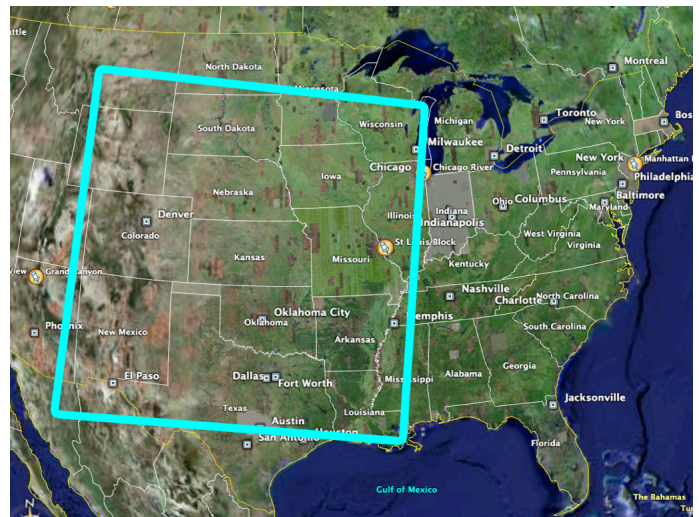 attle
Montreal
North Dakota
Minnesota
Toronto
Bos
Wisconsin
Michigan
New York
South Dakota
Milwaukee
Detroit
New York
Manhattan
Chicago
Chicago River
Pennsylvania
Philadelphia
Iowa
Nebraska
Ohio
Columbus
Baltimore
Maryland
Illinois
Indiana
Indianapolis
Denver
Colorado
St Louis Block
West Virginia
Virginia
Kansas
Missouri
Kentucky
view
Grand Canyon
Nashville
Charlotte
North Carolina
Oklahoma City
Oklahoma
Memphis
Phoenix
New Mexico
South Carolina
Arkansas
El Paso
Dallas
Fort Worth
Mississippi
Alabama
Georgia
Jacksonville
Texas
Louisiana
Austin
Houston
San Antonio
Florida
Gulf of Mexico
The Bahamas
N
Tu